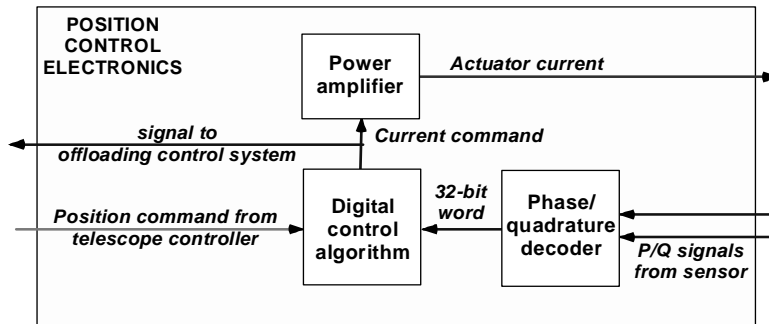 POSITION
CONTROL
ELECTRONICS
Power
amplifier
Actuator current
signal to
offloading control system
Current command
Position command from
telescope controller
Digital
control
algorithm
32-bit
word
Phase/
quadrature
decoder
P/Q signals
from sensor